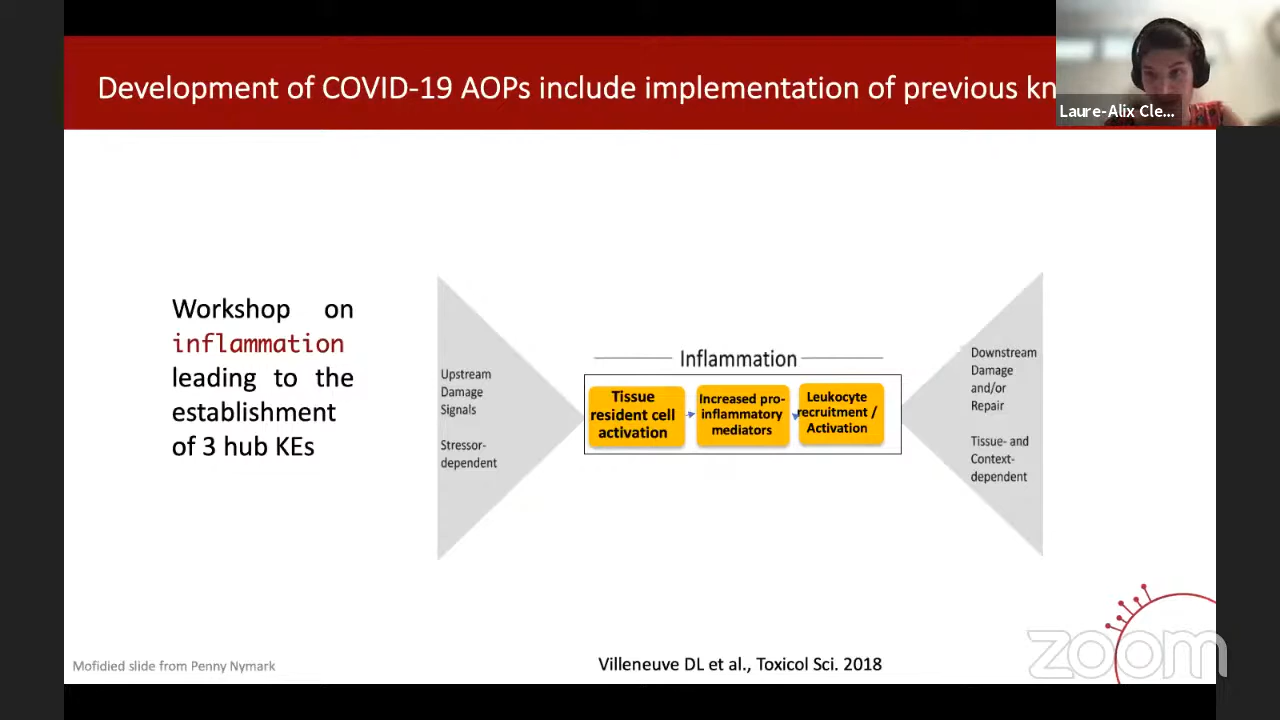 Development of COVID-19 AOPs include implementation of previous kn
Laure-Alix Cle...
Workshop on
inflammation
leading to the
establishment
of 3 hub KEs
Upstream
Damage
Signals
Stressor-
dependent
Inflammation
Tissue
resident cell
activation
Increased pro-
inflammatory
mediators
Leukocyte
recruitment /
Activation
Downstream
Damage
and/or
Repair
Tissue- and
Context-
dependent
Mofidied slide from Penny Nymark
Villeneuve DL et al., Toxicol Sci. 2018
zoom